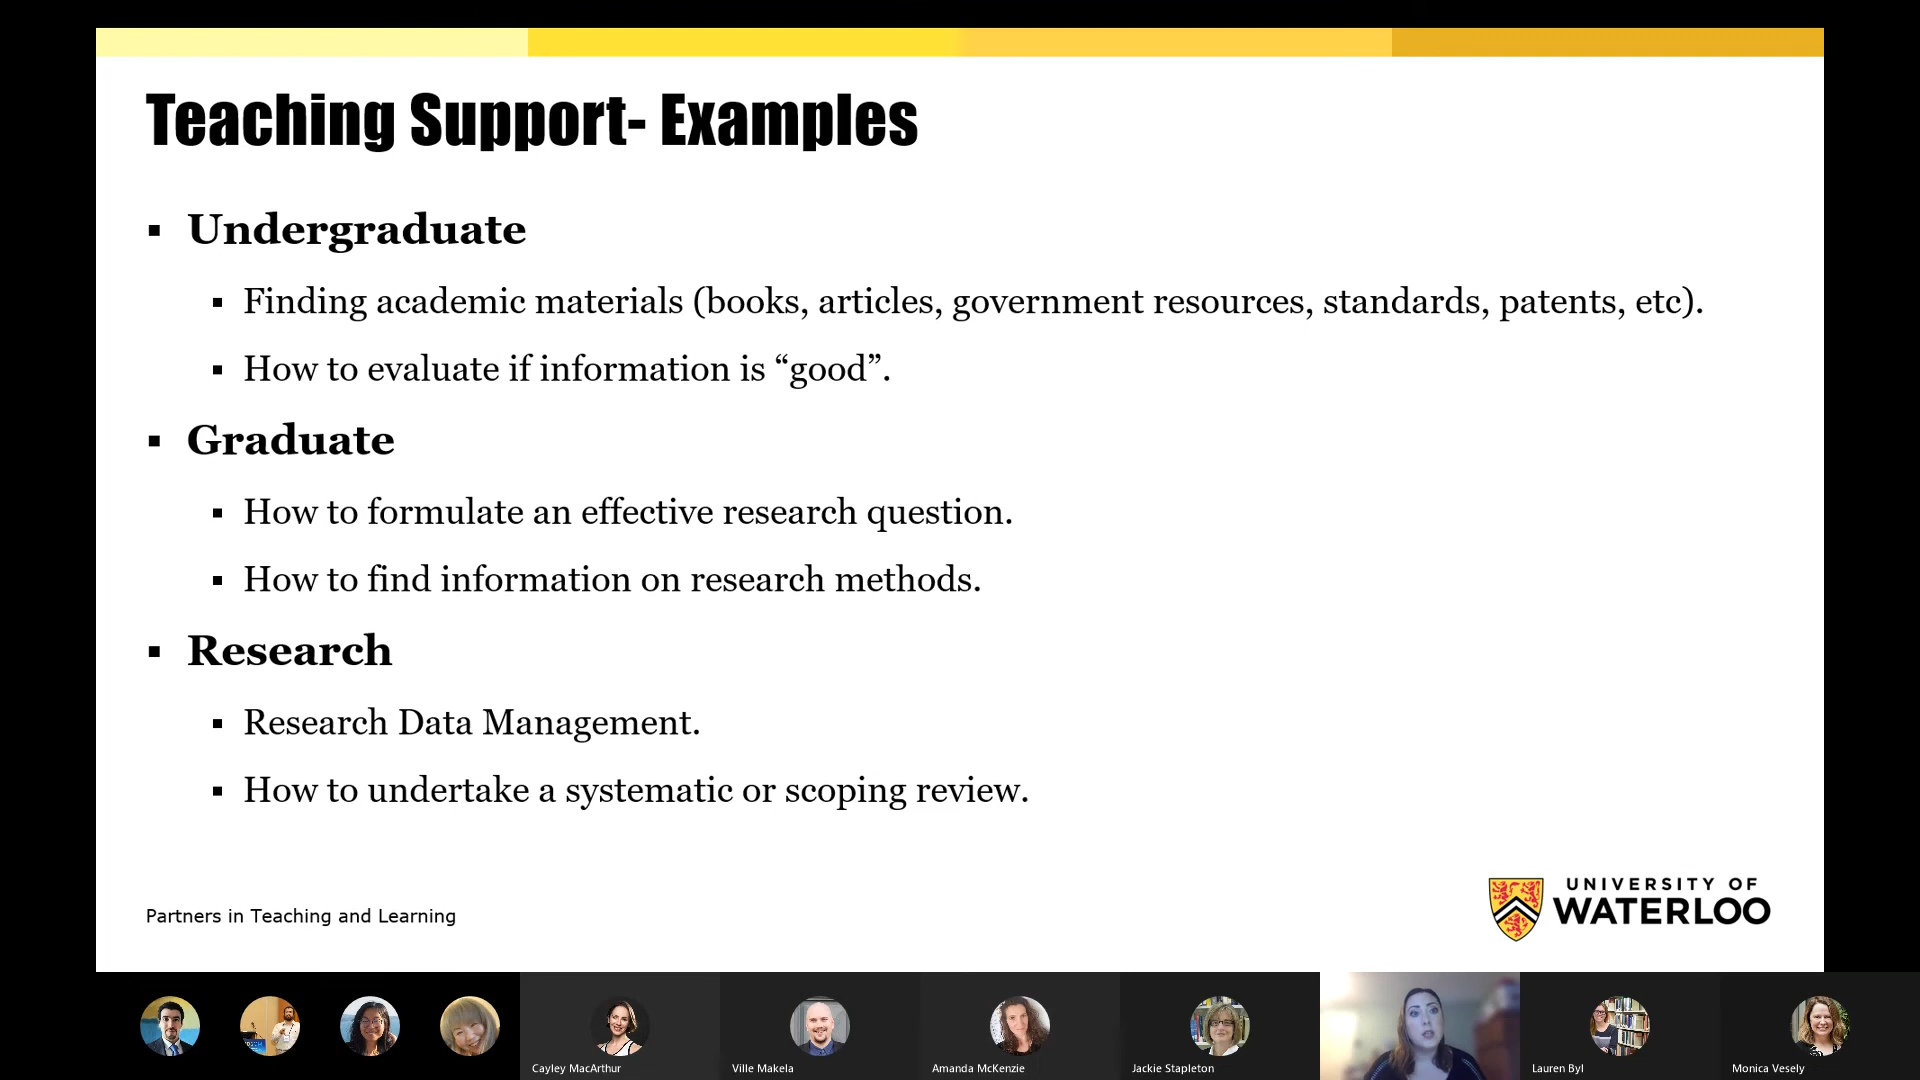 Teaching Support- Examples
Undergraduate
Finding academic materials (books, articles, government resources, standards, patents, etc).
How to evaluate if information is “good”.
Graduate
How to formulate an effective research question.
How to find information on research methods.
Research
Research Data Management.
How to undertake a systematic or scoping review.
Partners in Teaching and Learning
UNIVERSITY OF
WATERLOO
Cayley MacArthur
Ville Makela
Amanda McKenzie
Jackie Stapleton
Lauren Byl
Monica Vesely